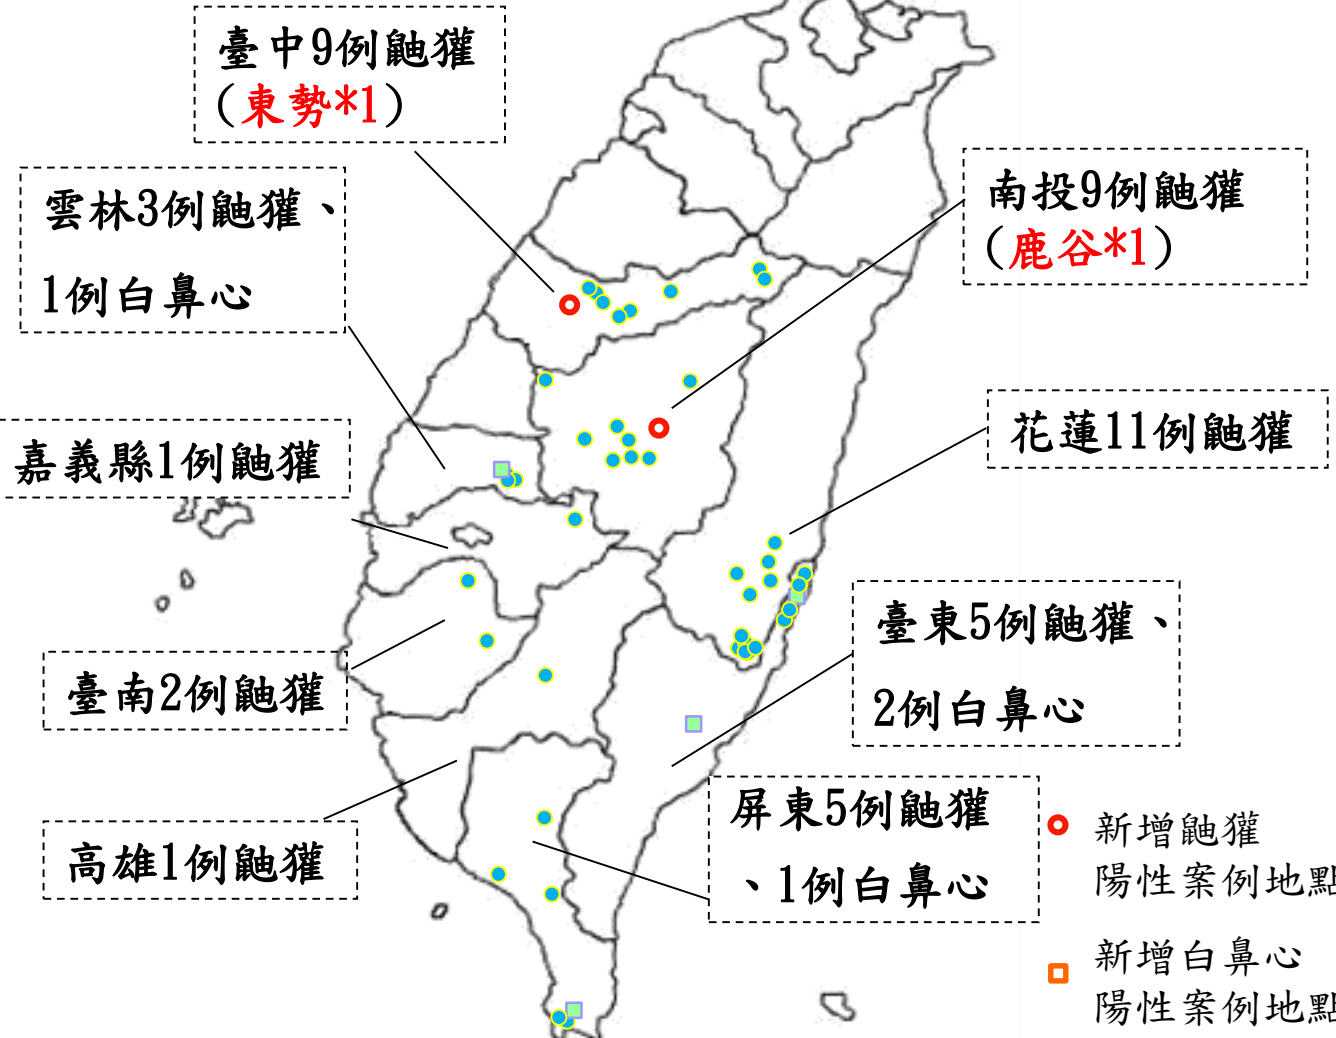 臺中9例鼬獾
(東勢*1)
雲林3例鼬獾、
1例白鼻心
南投9例鼬獾
(鹿谷*1)
嘉義縣1例鼬獾
花蓮11例鼬獾
臺南2例鼬獾
臺東5例鼬獾、
2例白鼻心
高雄1例鼬獾
屏東5例鼬獾
、1例白鼻心
新增鼬獾
陽性案例地點
新增白鼻心
陽性案例地點